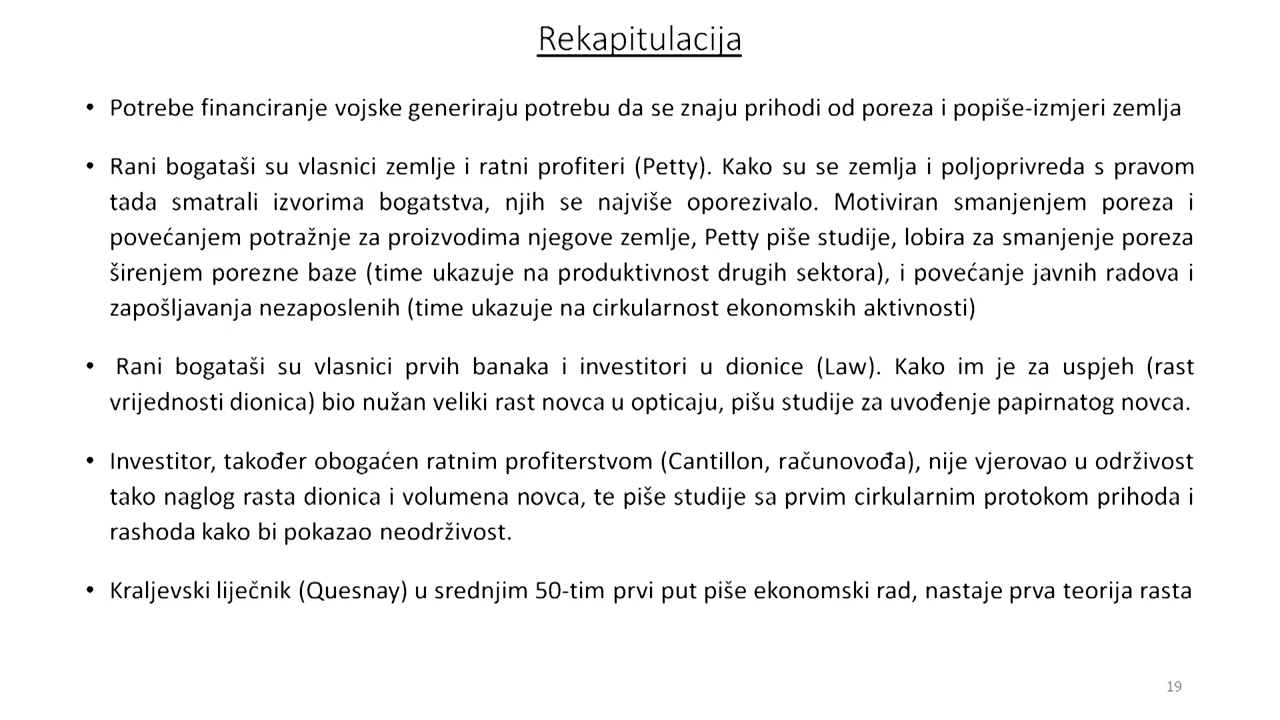 Rekapitulacija
• Potrebe financiranje vojske generiraju potrebu da se znaju prihodi od poreza i popiše-izmjeri zemlja
• Rani bogataši su vlasnici zemlje i ratni profiteri (Petty). Kako su se zemlja i poljoprivreda s pravom
tada smatrali izvorima bogatstva, njih se najviše oporezivalo. Motiviran smanjenjem poreza i
povećanjem potražnje za proizvodima njegove zemlje, Petty piše studije, lobira za smanjenje poreza
širenjem porezne baze (time ukazuje na produktivnost drugih sektora), i povećanje javnih radova i
zapošljavanja nezaposlenih (time ukazuje na cirkularnost ekonomskih aktivnosti)
• Rani bogataši su vlasnici prvih banaka i investitori u dionice (Law). Kako im je za uspjeh (rast
vrijednosti dionica) bio nužan veliki rast novca u opticaju, pišu studije za uvođenje papirnatog novca.
• Investitor, također obogaćen ratnim profiterstvom (Cantillon, računovođa), nije vjerovao u održivost
tako naglog rasta dionica i volumena novca, te piše studije sa prvim cirkularnim protokom prihoda i
rashoda kako bi pokazao neodrživost.
• Kraljevski liječnik (Quesnay) u srednjim 50-tim prvi put piše ekonomski rad, nastaje prva teorija rasta
19